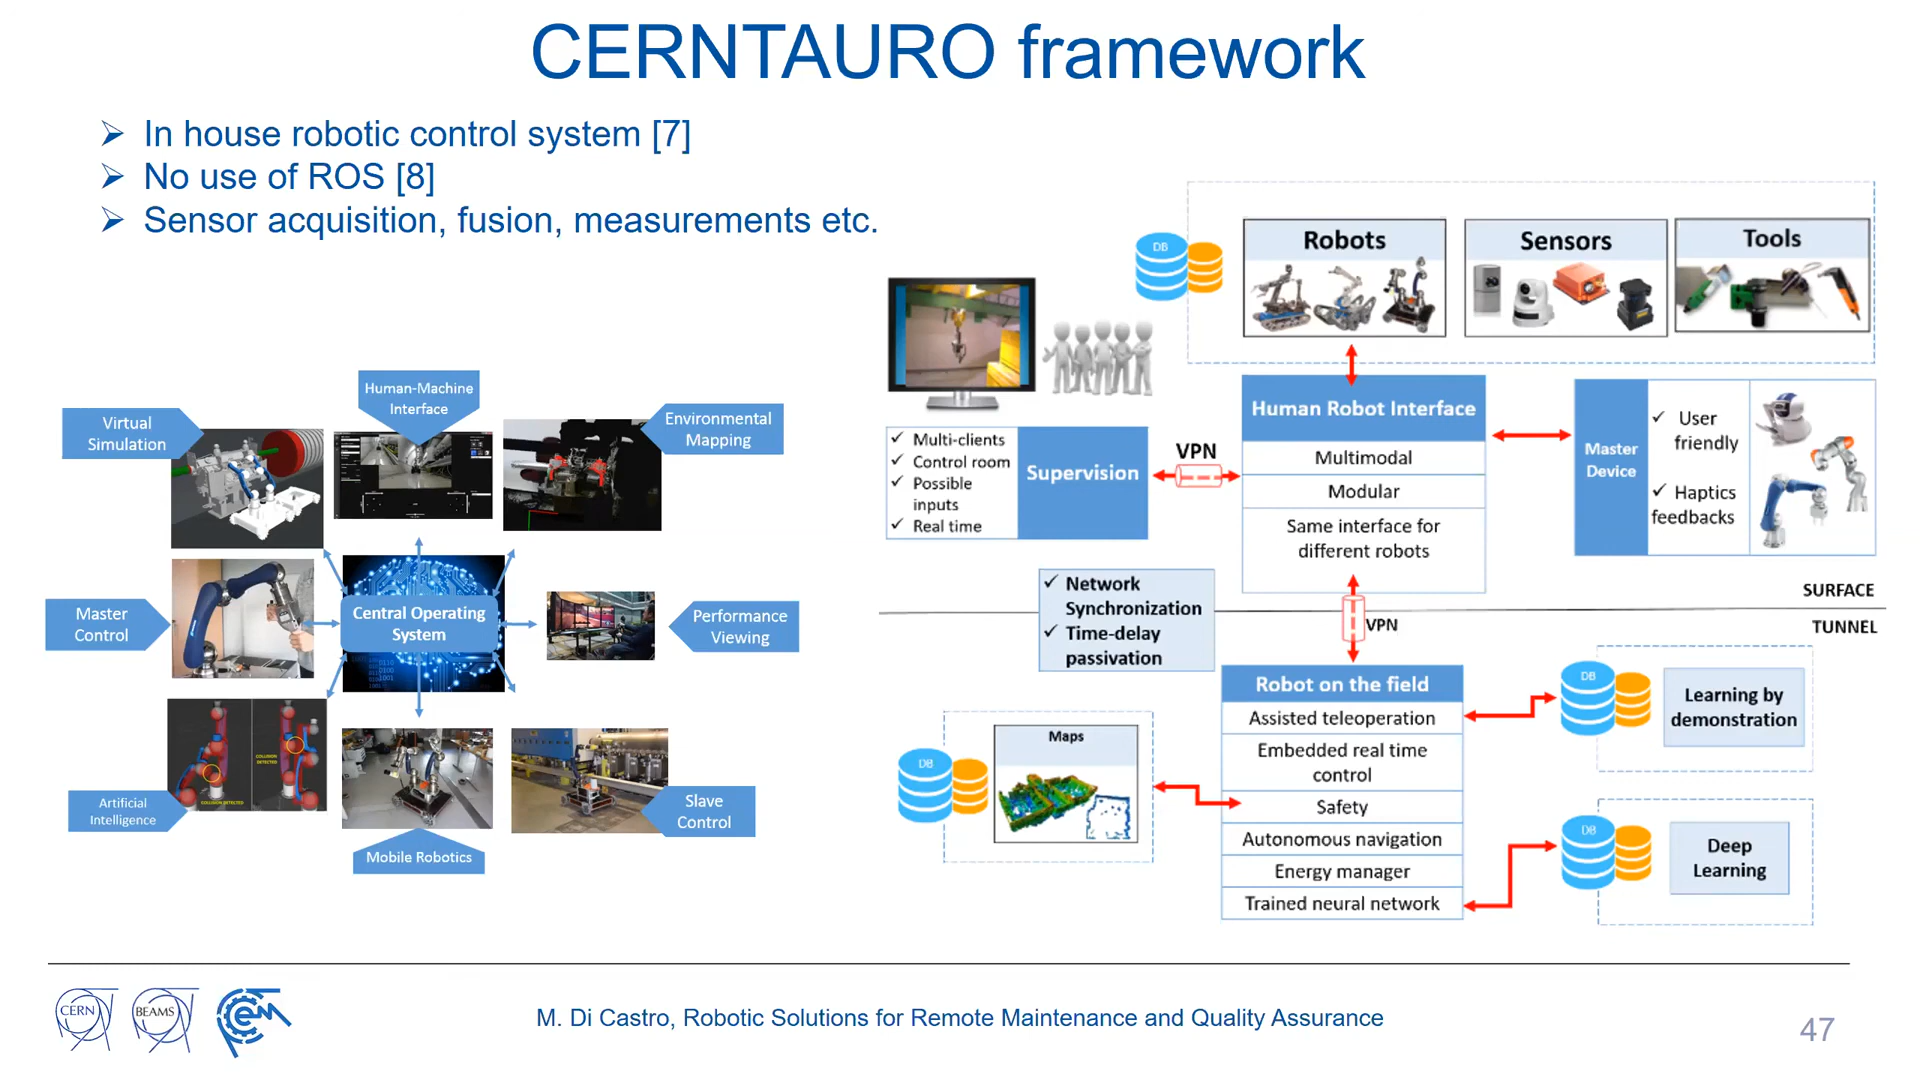 CERNTAURO framework
In house robotic control system [7]
No use of ROS [8]
Sensor acquisition, fusion, measurements etc.
Human-Machine
Interface
Virtual
Simulation
Environmental
Mapping
Master
Control
Central Operating
System
Performance
Viewing
COLLISION DETECTED
COLLISION
DETECTED
Artificial
Intelligence
Slave
Control
Mobile Robotics
DB
Robots
Sensors
Tools
Multi-clients
Control room
Possible
inputs
Real time
Supervision
VPN
Human Robot Interface
Multimodal
Modular
Same interface for
different robots
Master
Device
User
friendly
Haptics
feedbacks
SURFACE
TUNNEL
Network
Synchronization
Time-delay
passivation
VPN
Robot on the field
Assisted teleoperation
Embedded real time
control
Safety
Autonomous navigation
Energy manager
Trained neural network
DB
Maps
DB
Learning by
demonstration
DB
Deep
Learning
CERN
BEAMS
CEM
M. Di Castro, Robotic Solutions for Remote Maintenance and Quality Assurance
47